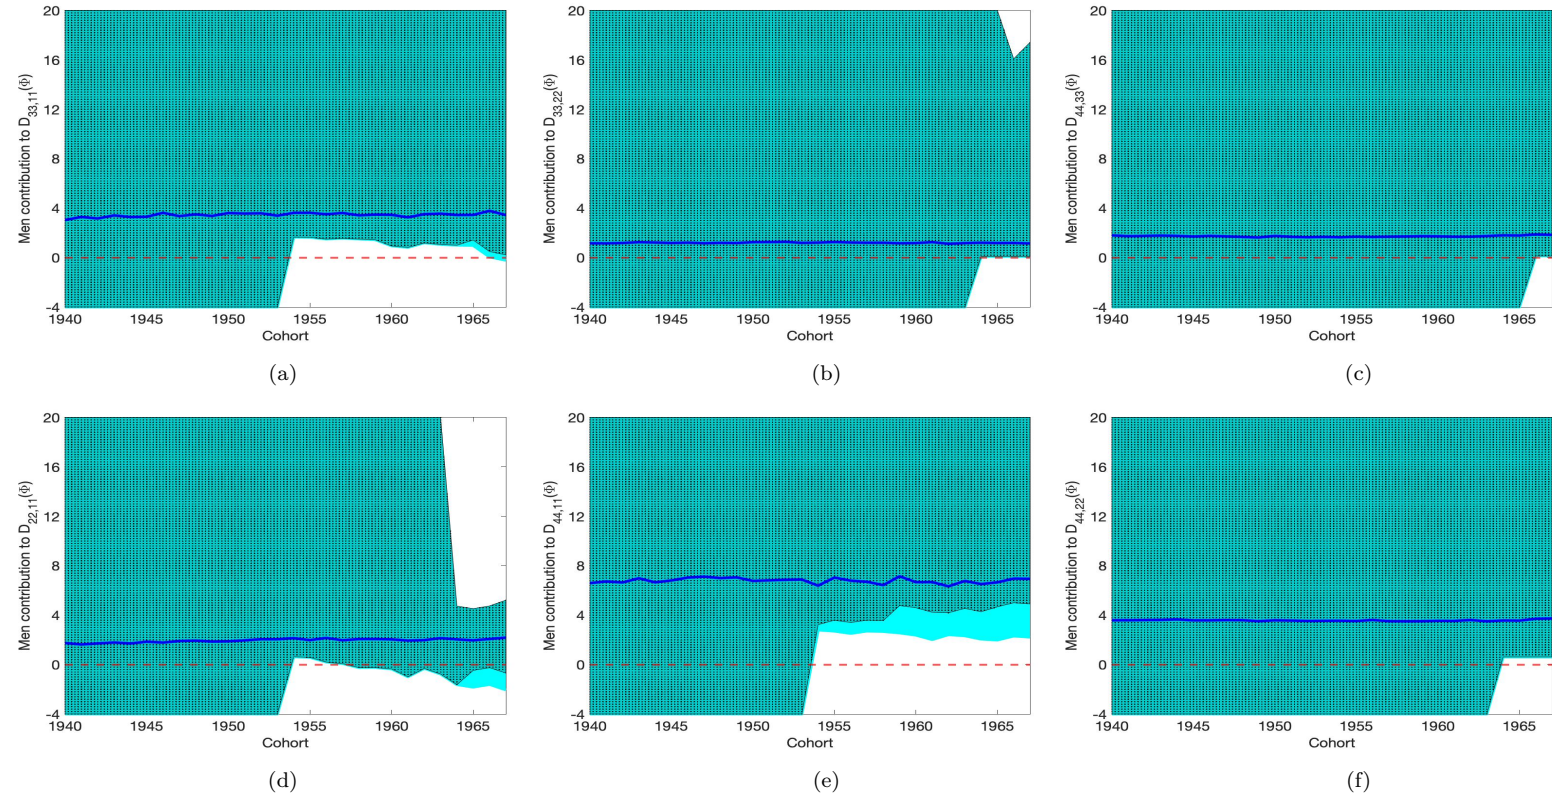 Men contribution to D33,11(Φ)
20
16
12
8
4
0
-4
1940 1945 1950 1955 1960 1965
Cohort
(a)
Men contribution to D33,22(Φ)
20
16
12
8
4
0
-4
1940 1945 1950 1955 1960 1965
Cohort
(b)
Men contribution to D44,33(Φ)
20
16
12
8
4
0
-4
1940 1945 1950 1955 1960 1965
Cohort
(c)
Men contribution to D22,11(Φ)
20
16
12
8
4
0
-4
1940 1945 1950 1955 1960 1965
Cohort
(d)
Men contribution to D44,11(Φ)
20
16
12
8
4
0
-4
1940 1945 1950 1955 1960 1965
Cohort
(e)
Men contribution to D44,22(Φ)
20
16
12
8
4
0
-4
1940 1945 1950 1955 1960 1965
Cohort
(f)